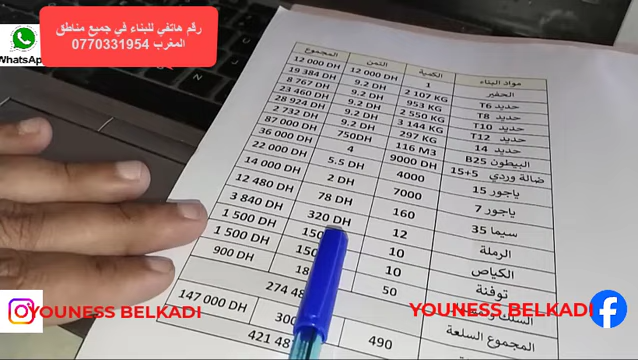 رقم هاتفي للبناء في جميع مناطق
المغرب 0770331954
WhatsAp
مواد البناء الكمية الثمن المجموع
الحفير 1 12 000 DH 12 000 DH
حديد T6 2 107 KG 9.2 DH 19 384 DH
حديد T8 953 KG 9.2 DH 8 767 DH
حديد T10 2 550 KG 9.2 DH 23 460 DH
حديد T12 3 144 KG 9.2 DH 28 924 DH
حديد 14 297 KG 9.2 DH 2 732 DH
البيطون B25 116 M3 750DH 87 000 DH
ضالة وردي 5+15 9000 DH 4 36 000 DH
ياجور 15 4000 5.5 DH 22 000 DH
ياجور 7 7000 2 DH 14 000 DH
سيما 35 160 78 DH 12 480 DH
الرملة 12 320 DH 3 840 DH
الكياص 10 150 1 500 DH
توفنة 10 150 1 500 DH
السلك و 50 18 900 DH
مجموع السلعة 274 48
490 300 147 000 DH
421 48
YOUNESS BELKADI
YOUNESS BELKADI